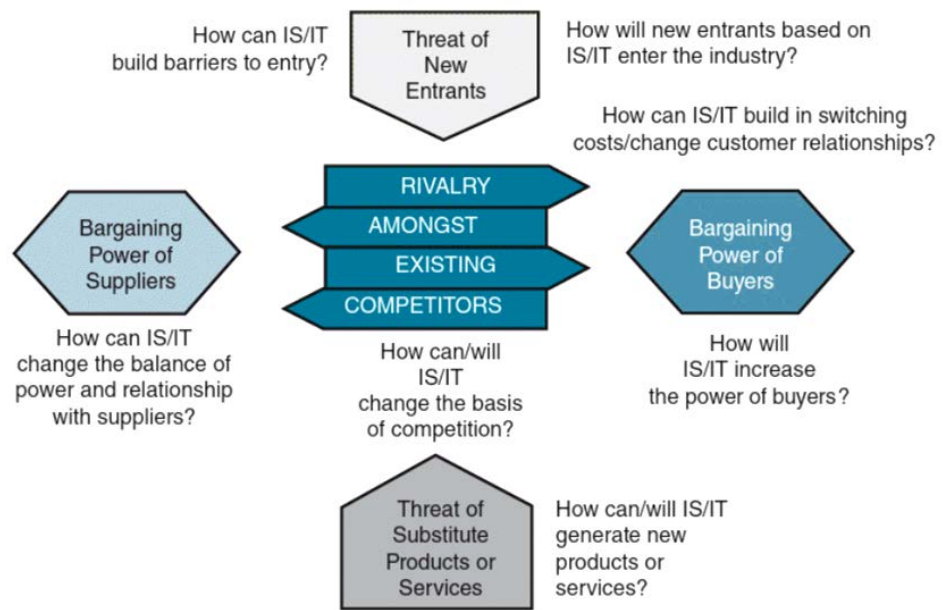 How can IS/IT
build barriers to entry?
Threat of
New
Entrants
How will new entrants based on
IS/IT enter the industry?
How can IS/IT build in switching
costs/change customer relationships?
Bargaining
Power of
Suppliers
RIVALRY
AMONGST
EXISTING
COMPETITORS
Bargaining
Power of
Buyers
How can IS/IT
change the balance of
power and relationship
with suppliers?
How can/will
IS/IT
change the basis
of competition?
How will
IS/IT increase
the power of buyers?
Threat of
Substitute
Products or
Services
How can/will IS/IT
generate new
products or
services?